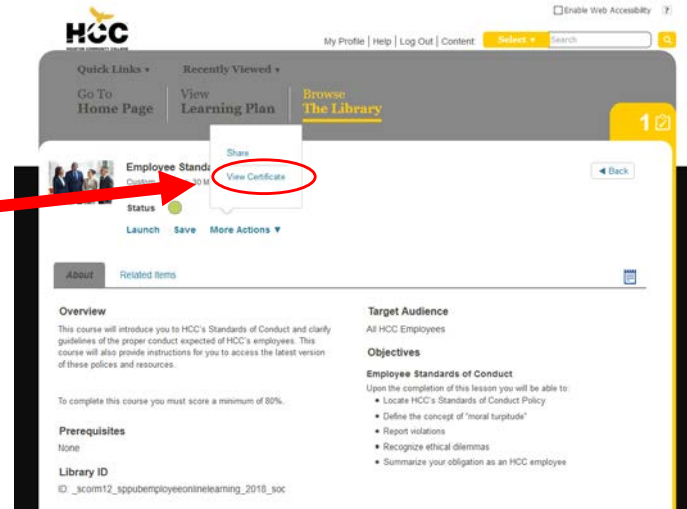 Enable Web Accessibility ?
HCC
HOUSTON COMMUNITY COLLEGE
My Profile | Help | Log Out | Content: Select ▾ Search
Quick Links ▾ Recently Viewed ▾
Go To View Browse
Home Page Learning Plan The Library
1
Share
Employee Standa
View Certificate
◀ Back
30 M
Status
Launch Save More Actions ▼
About Related Items
Overview
This course will introduce you to HCC's Standards of Conduct and clarify
guidelines of the proper conduct expected of HCC's employees. This
course will also provide instructions for you to access the latest version
of these polices and resources.
To complete this course you must score a minimum of 80%.
Prerequisites
None
Library ID
ID: _scorm12_sppubemployeeonlinelearning_2018_soc
Target Audience
All HCC Employees
Objectives
Employee Standards of Conduct
Upon the completion of this lesson you will be able to:
• Locate HCC's Standards of Conduct Policy
• Define the concept of "moral turpitude"
• Report violations
• Recognize ethical dilemmas
• Summarize your obligation as an HCC employee